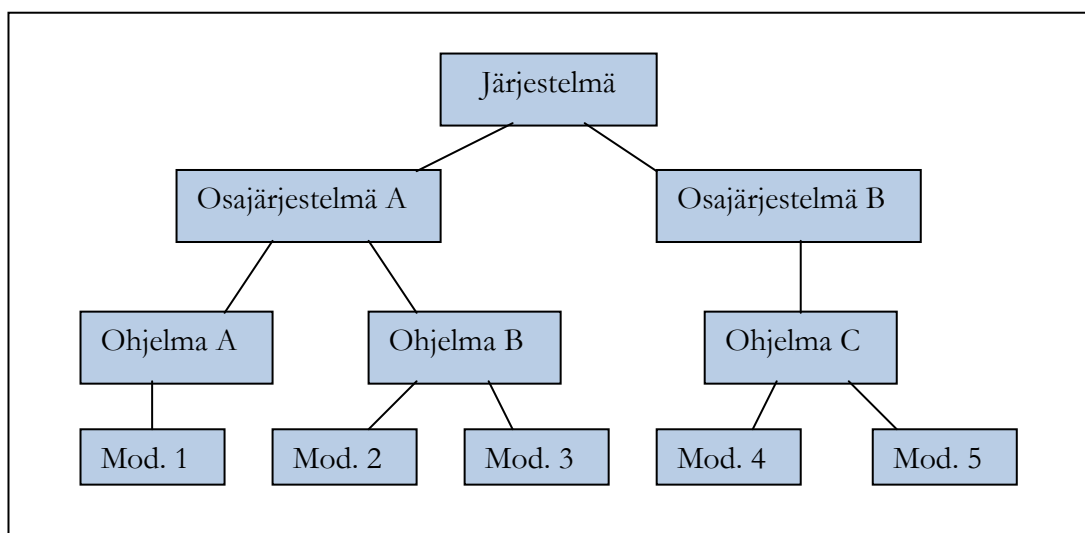 Järjestelmä
Osajärjestelmä A
Osajärjestelmä B
Ohjelma A
Ohjelma B
Ohjelma C
Mod. 1
Mod. 2
Mod. 3
Mod. 4
Mod. 5